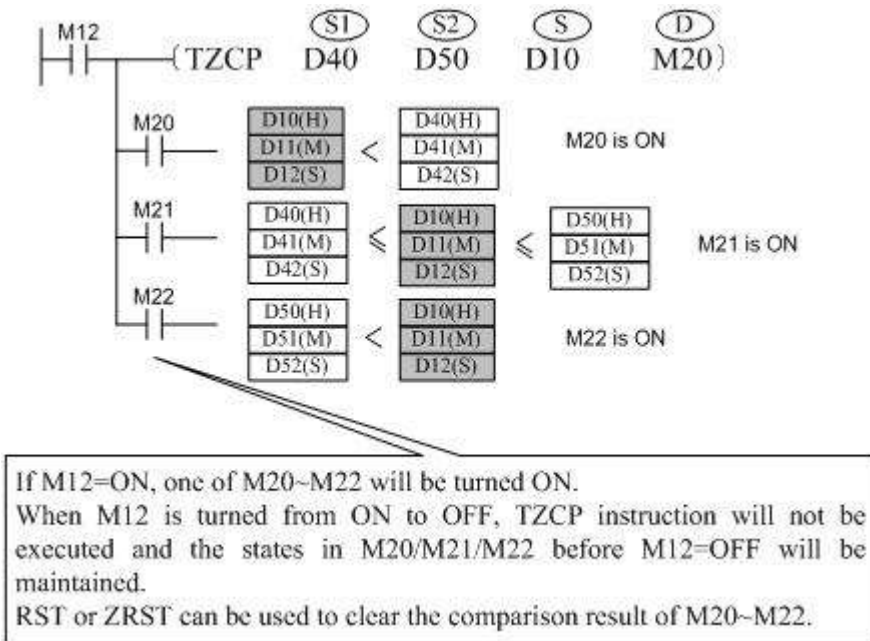 M12
S1 S2 S D
TZCP D40 D50 D10 M20
M20
D10(H)
D11(M)
D12(S)
<
D40(H)
D41(M)
D42(S)
M20 is ON
M21
D40(H)
D41(M)
D42(S)
≤
D10(H)
D11(M)
D12(S)
≤
D50(H)
D51(M)
D52(S)
M21 is ON
M22
D50(H)
D51(M)
D52(S)
<
D10(H)
D11(M)
D12(S)
M22 is ON
If M12=ON, one of M20~M22 will be turned ON.
When M12 is turned from ON to OFF, TZCP instruction will not be
executed and the states in M20/M21/M22 before M12=OFF will be
maintained.
RST or ZRST can be used to clear the comparison result of M20~M22.